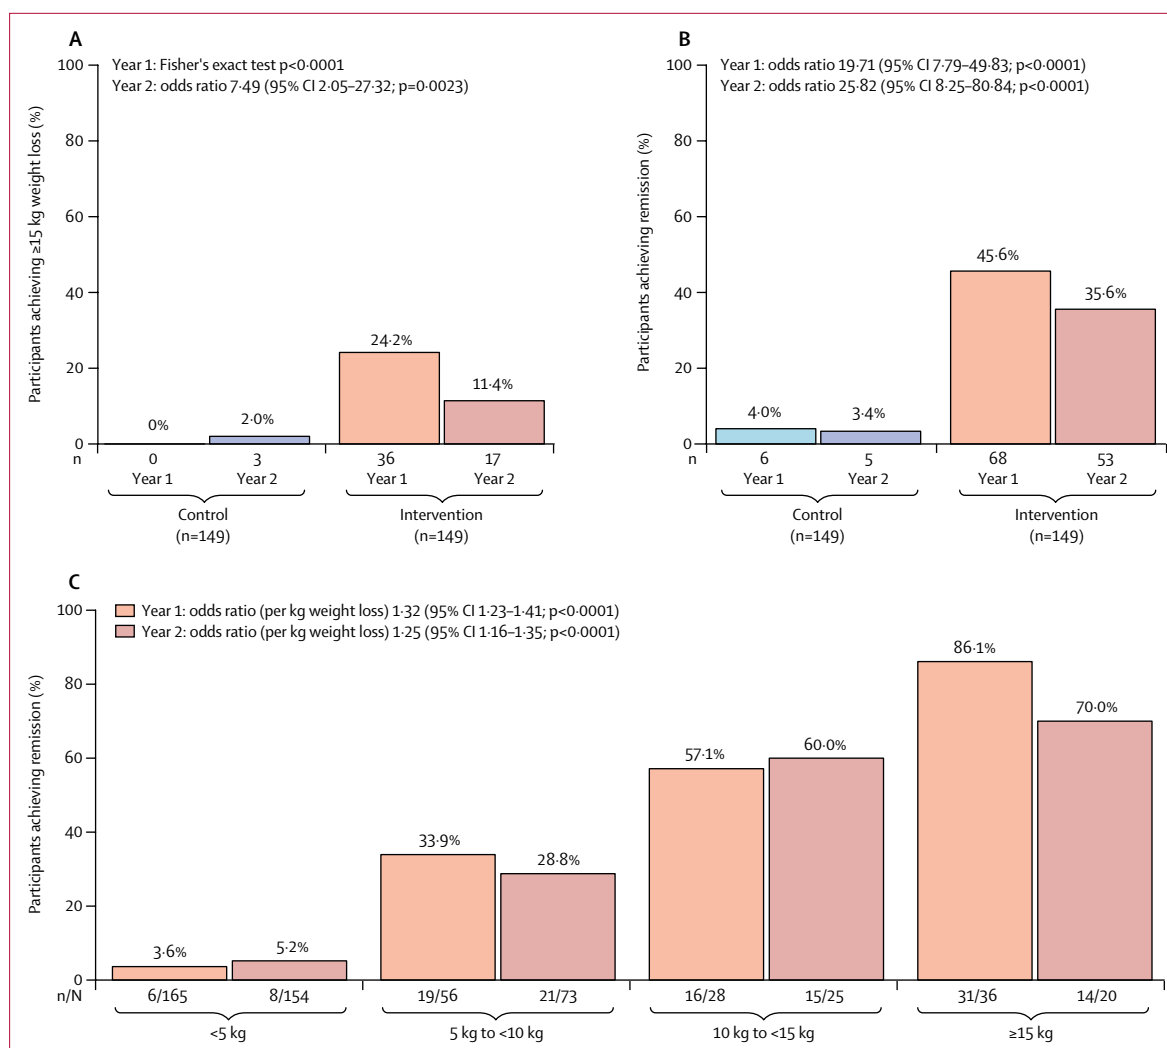 A
Year 1: Fisher's exact test p<0·0001
Year 2: odds ratio 7·49 (95% CI 2·05–27·32; p=0·0023)
Participants achieving ≥15 kg weight loss (%)
100
80
60
40
20
0
0%
2·0%
24·2%
11·4%
n
0
3
36
17
Year 1
Year 2
Year 1
Year 2
Control
(n=149)
Intervention
(n=149)
B
Year 1: odds ratio 19·71 (95% CI 7·79–49·83; p<0·0001)
Year 2: odds ratio 25·82 (95% CI 8·25–80·84; p<0·0001)
Participants achieving remission (%)
100
80
60
40
20
0
4·0%
3·4%
45·6%
35·6%
n
6
5
68
53
Year 1
Year 2
Year 1
Year 2
Control
(n=149)
Intervention
(n=149)
C
Year 1: odds ratio (per kg weight loss) 1·32 (95% CI 1·23–1·41; p<0·0001)
Year 2: odds ratio (per kg weight loss) 1·25 (95% CI 1·16–1·35; p<0·0001)
Participants achieving remission (%)
100
80
60
40
20
0
3·6%
5·2%
33·9%
28·8%
57·1%
60·0%
86·1%
70·0%
n/N
6/165
8/154
19/56
21/73
16/28
15/25
31/36
14/20
<5 kg
5 kg to <10 kg
10 kg to <15 kg
≥15 kg